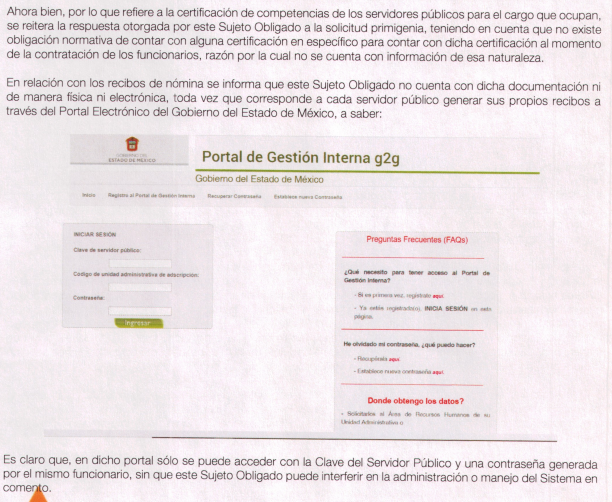 Ahora bien, por lo que refiere a la certificación de competencias de los servidores públicos para el cargo que ocupan,
se reitera la respuesta otorgada por este Sujeto Obligado a la solicitud primigenia, teniendo en cuenta que no existe
obligación normativa de contar con alguna certificación en específico para contar con dicha certificación al momento
de la contratación de los funcionarios, razón por la cual no se cuenta con información de esa naturaleza.
En relación con los recibos de nómina se informa que este Sujeto Obligado no cuenta con dicha documentación ni
de manera física ni electrónica, toda vez que corresponde a cada servidor público generar sus propios recibos a
través del Portal Electrónico del Gobierno del Estado de México, a saber:
GOBIERNO DEL
ESTADO DE MÉXICO
Portal de Gestión Interna g2g
Gobierno del Estado de México
Inicio Registro al Portal de Gestión Interna Recuperar Contraseña Establece nueva Contraseña
INICIAR SESIÓN
Clave de servidor público:
Código de unidad administrativa de adscripción:
Contraseña:
Ingresar
Preguntas Frecuentes (FAQs)
¿Qué necesito para tener acceso al Portal de
Gestión Interna?
- Si es primera vez, regístrate aquí.
- Ya estás registrado(o), INICIA SESIÓN en esta
página.
He olvidado mi contraseña, ¿qué puedo hacer?
- Recupérala aquí.
- Establece nueva contraseña aquí.
Donde obtengo los datos?
- Solicítados al Área de Recursos Humanos de su
Unidad Administrativa o
Es claro que, en dicho portal sólo se puede acceder con la Clave del Servidor Público y una contraseña generada
por el mismo funcionario, sin que este Sujeto Obligado puede interferir en la administración o manejo del Sistema en
comento.